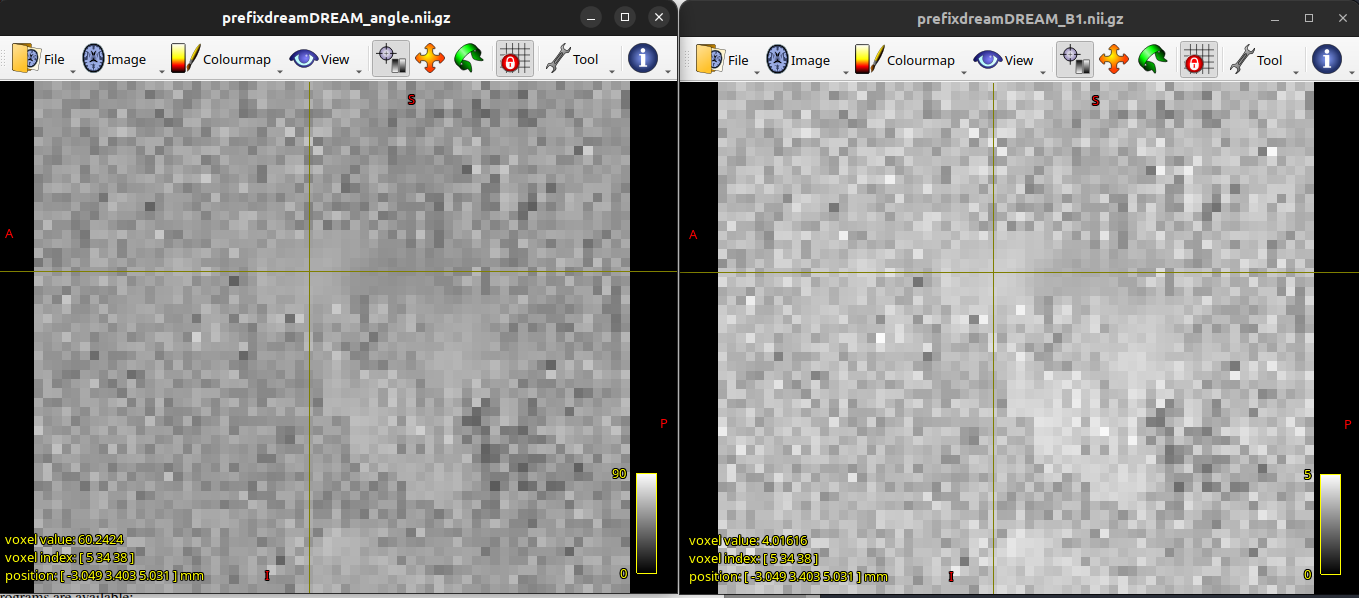 prefixdreamDREAM_angle.nii.gz
File Image Colourmap View Tool
S
A
P
90
0
voxel value: 60.2424
voxel index: [ 5 34 38 ]
position: [ -3.049 3.403 5.031 ] mm
I
prefixdreamDREAM_B1.nii.gz
File Image Colourmap View Tool
S
A
P
5
0
voxel value: 4.01616
voxel index: [ 5 34 38 ]
position: [ -3.049 3.403 5.031 ] mm
I
rograms are available: